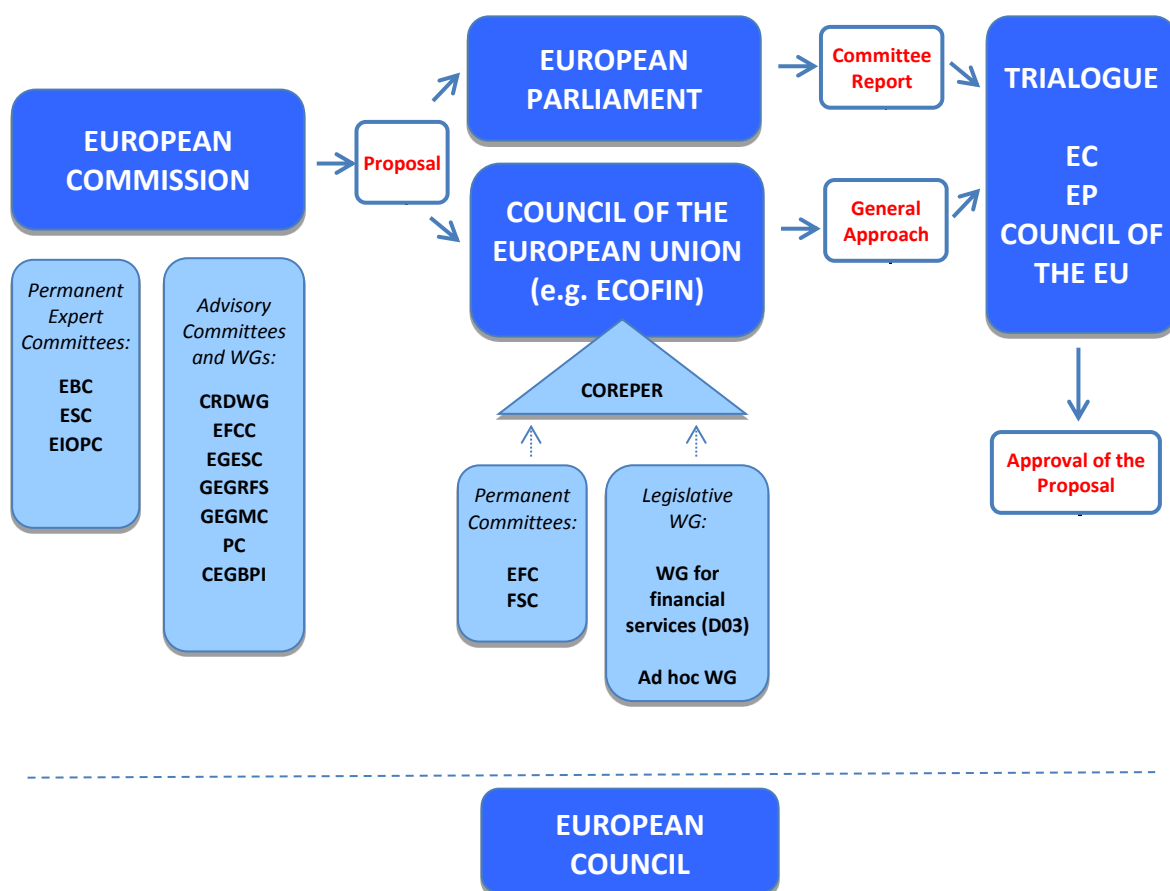 EUROPEAN
COMMISSION
Proposal
EUROPEAN
PARLIAMENT
COUNCIL OF THE
EUROPEAN UNION
(e.g. ECOFIN)
Committee
Report
General
Approach
TRIALOGUE
EC
EP
COUNCIL OF
THE EU
Permanent
Expert
Committees:
EBC
ESC
EIOPC
Advisory
Committees
and WGs:
CRDWG
EFCC
EGESC
GEGRFS
GEGMC
PC
CEGBPI
COREPER
Permanent
Committees:
EFC
FSC
Legislative
WG:
WG for
financial
services (D03)
Ad hoc WG
Approval of the
Proposal
EUROPEAN
COUNCIL